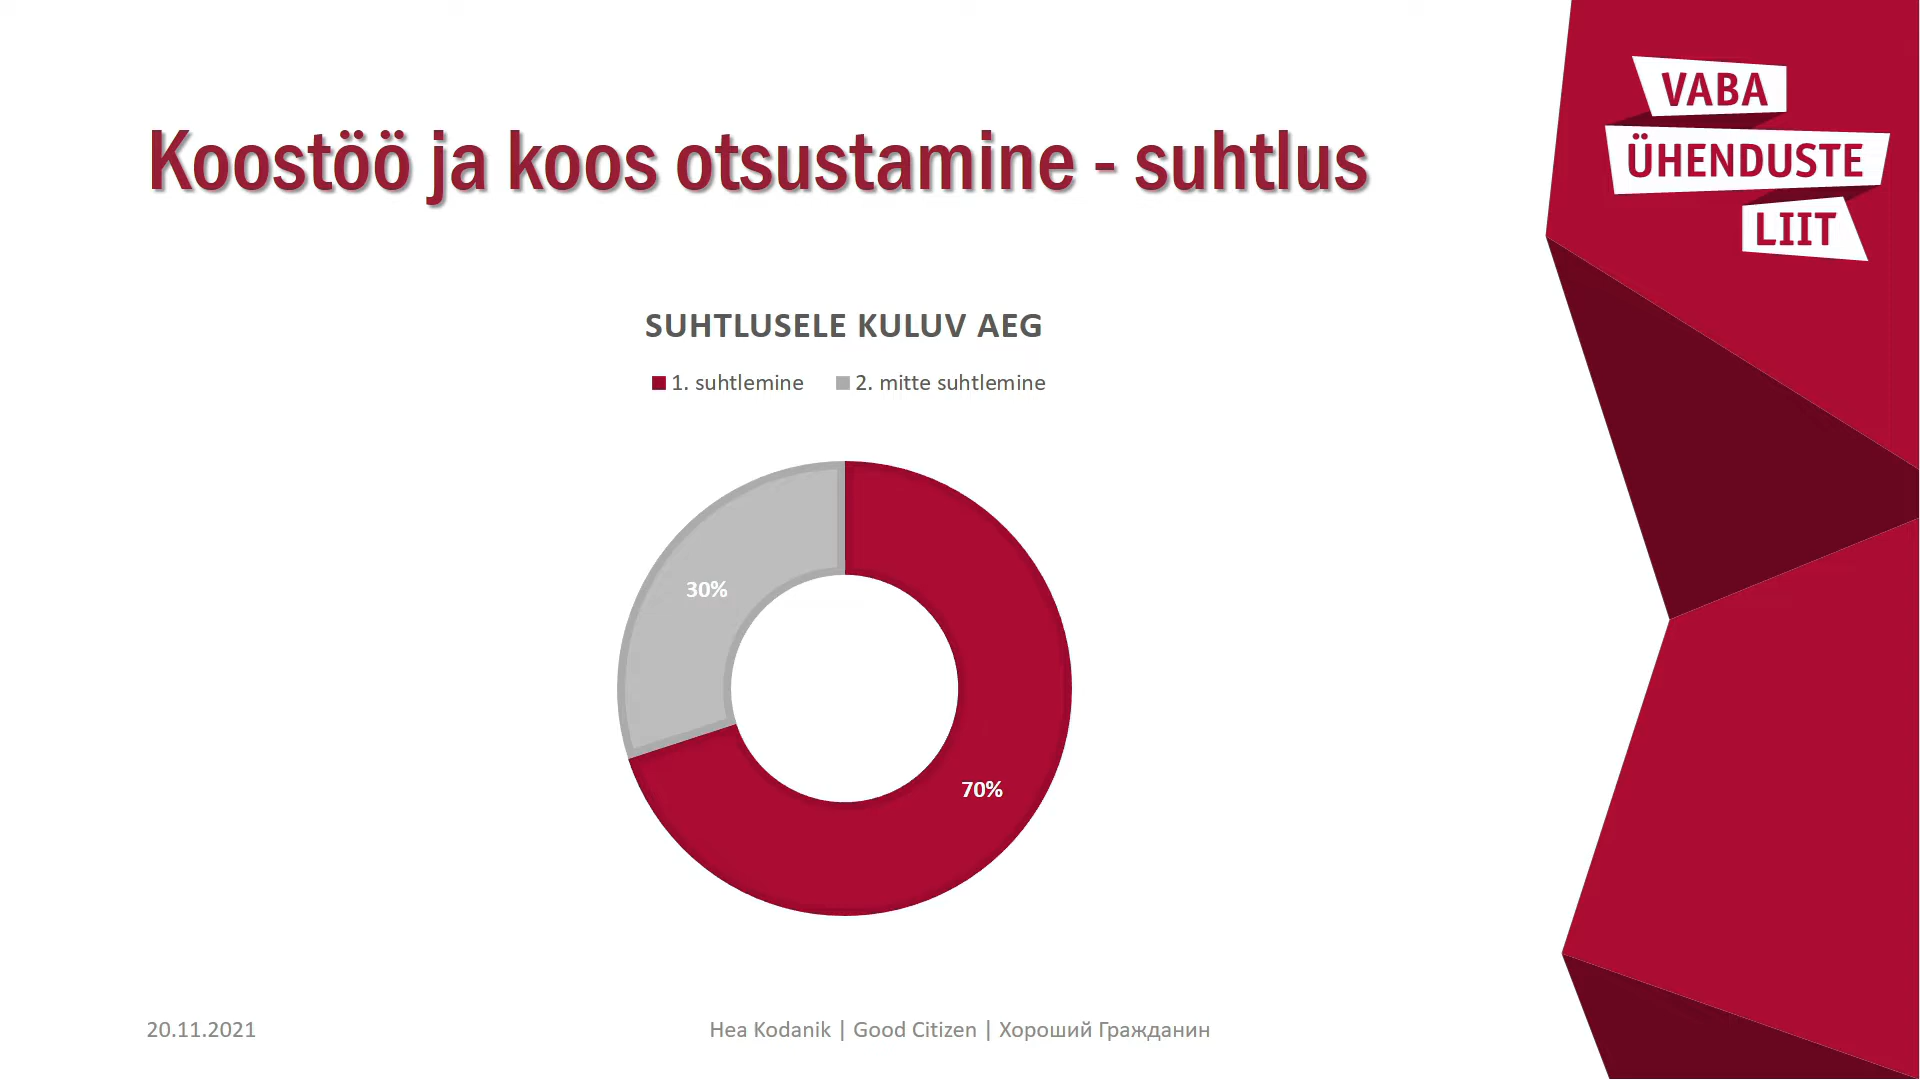 Koostöö ja koos otsustamine - suhtlus
VABA
ÜHENDUSTE
LIIT
SUHTLUSELE KULUV AEG
1. suhtlemine 2. mitte suhtlemine
30%
70%
20.11.2021 Hea Kodanik | Good Citizen | Хороший Гражданин